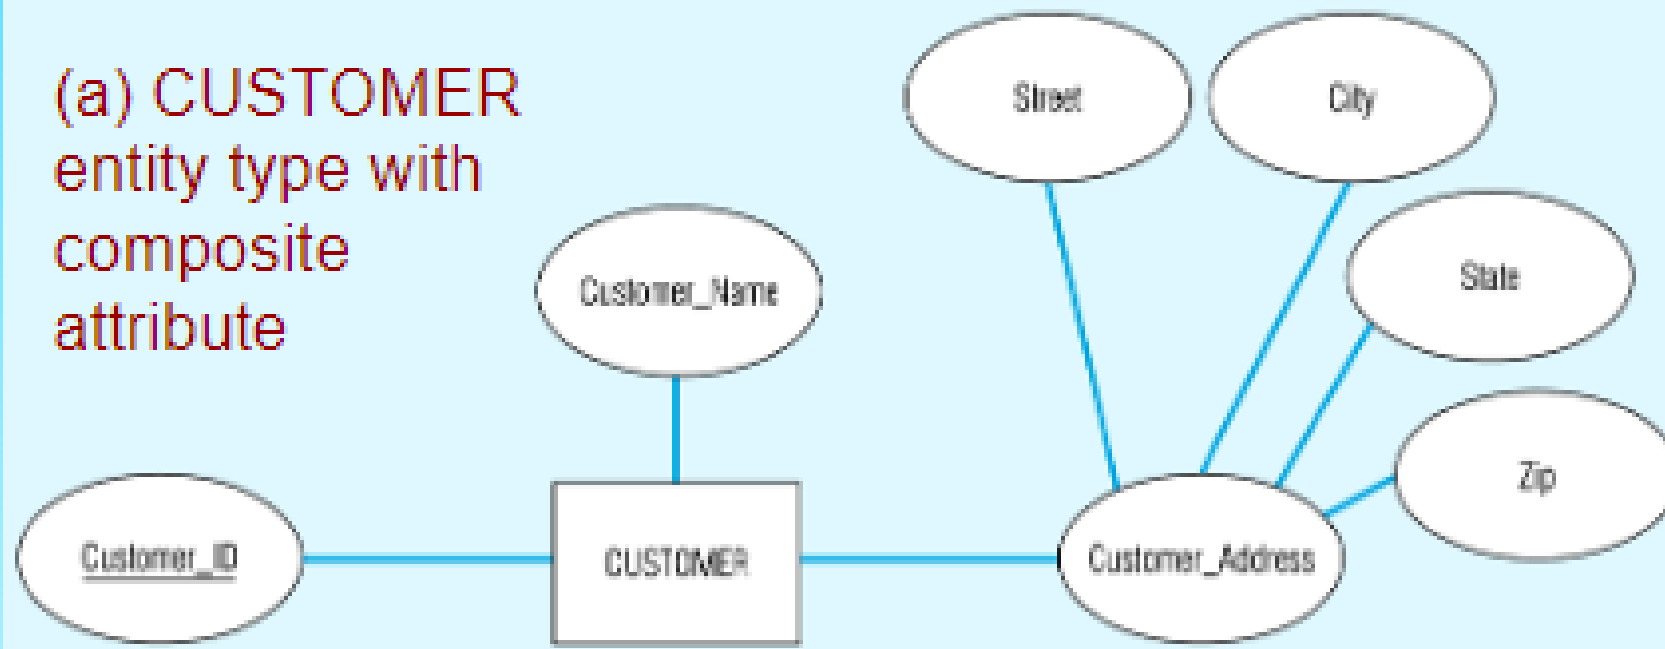 (a) CUSTOMER
entity type with
composite
attribute
Street
City
State
Customer_Name
Zip
Customer_ID
CUSTOMER
Customer_Address